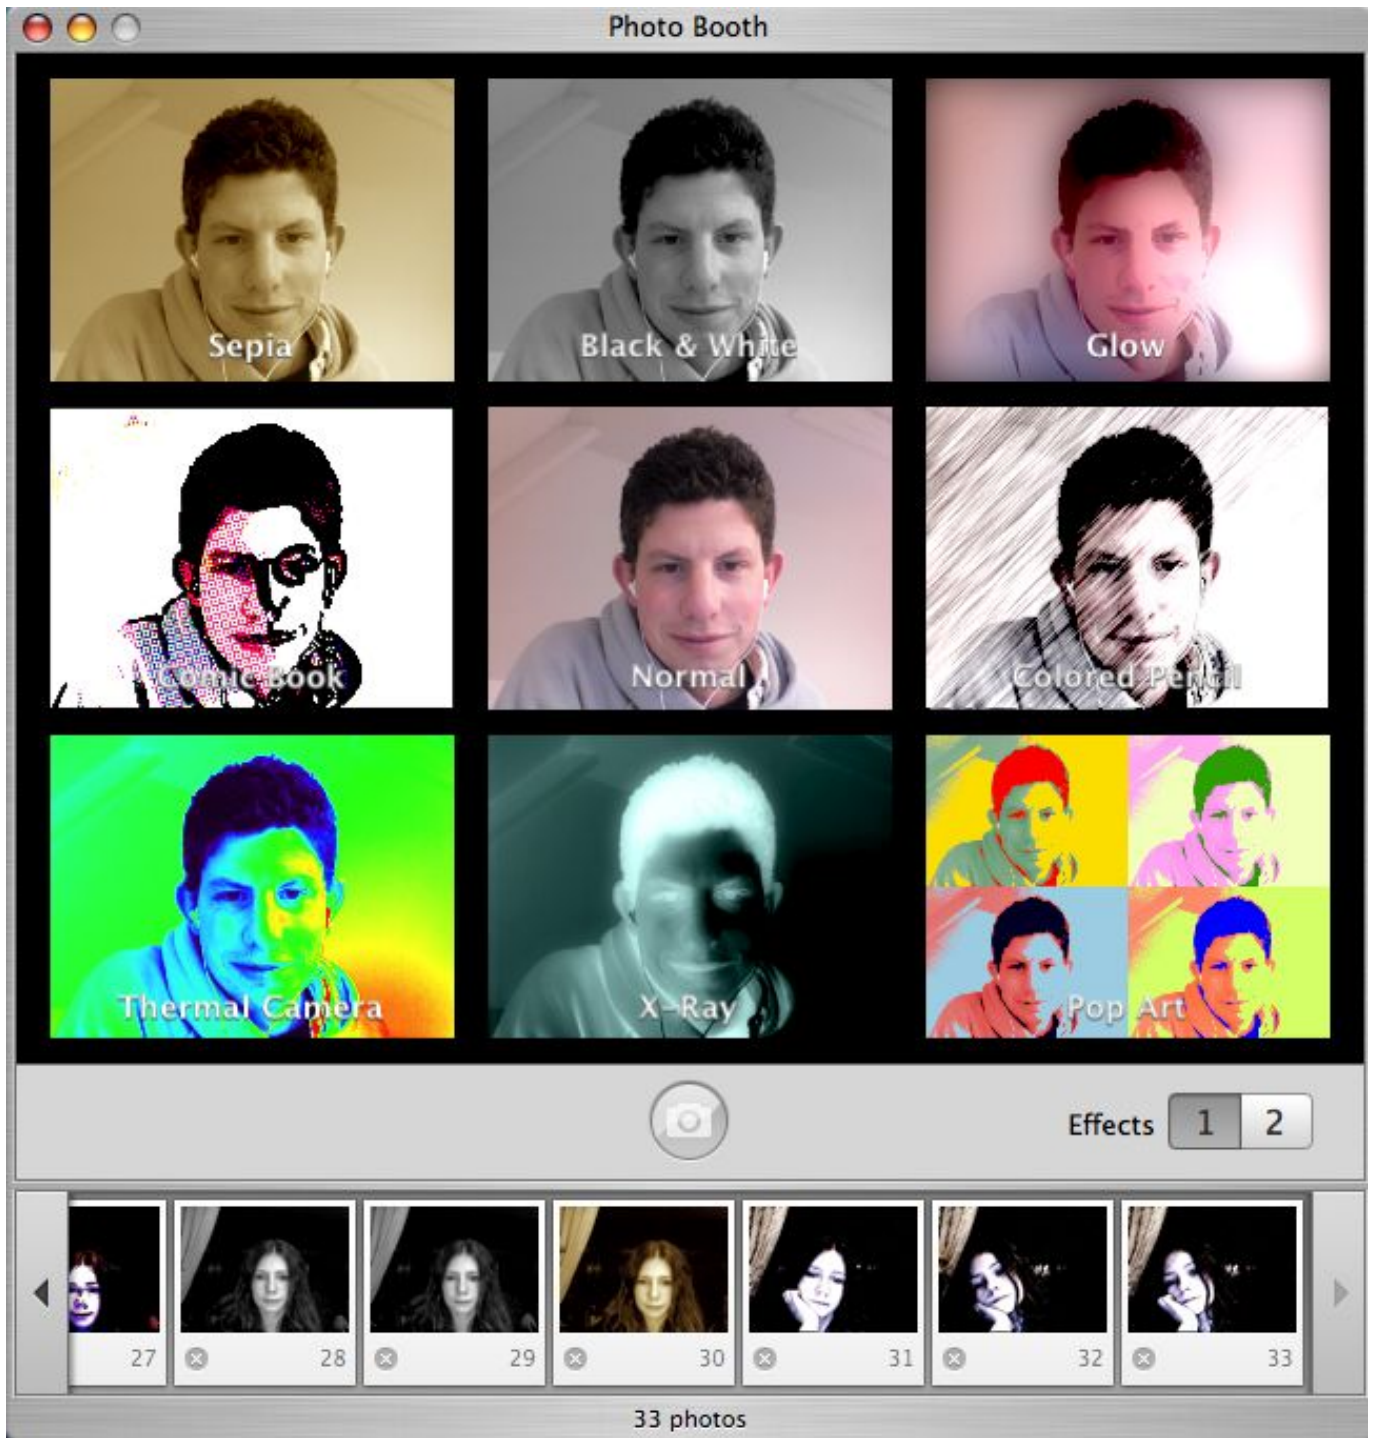 Photo Booth
Sepia
Black & White
Glow
Comic Book
Normal
Colored Pencil
Thermal Camera
X-Ray
Pop Art
Effects 1 2
27 28 29 30 31 32 33
33 photos